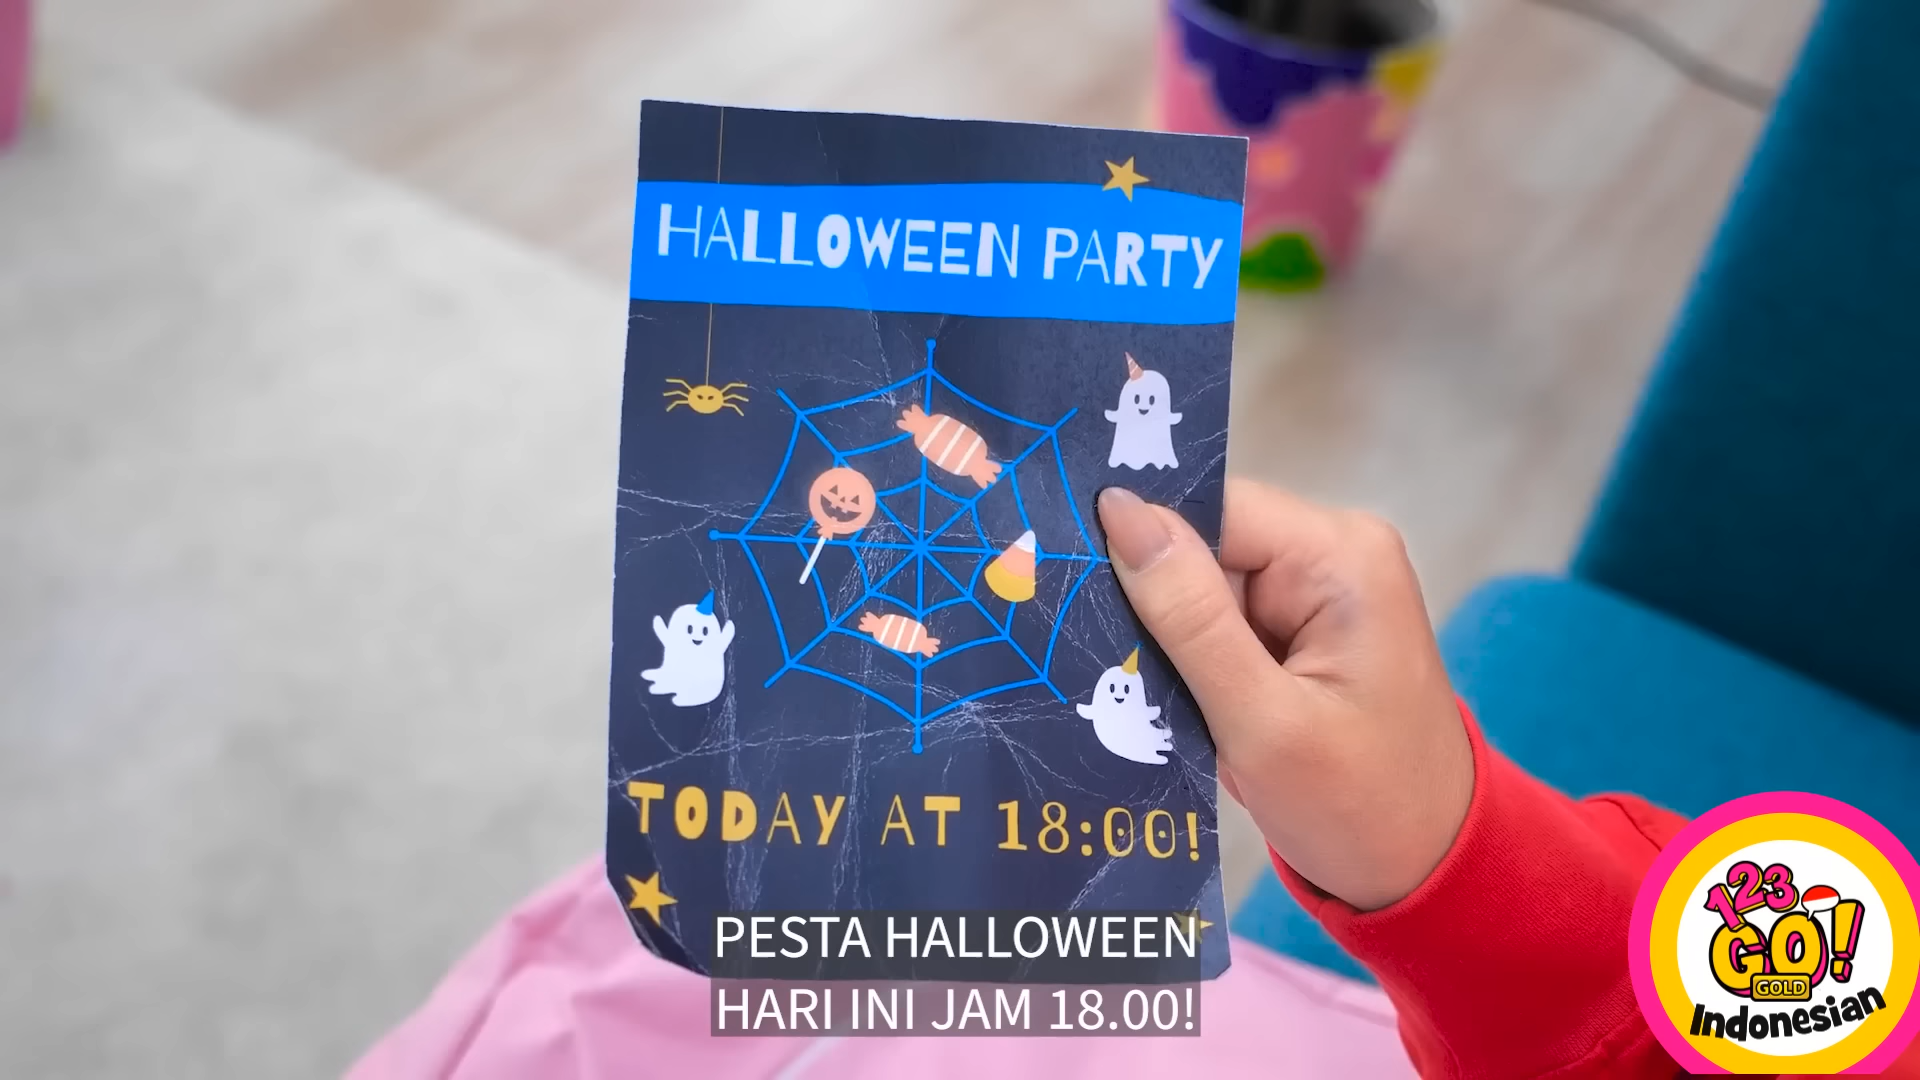 HALLOWEEN PARTY
TODAY AT 18:00!
PESTA HALLOWEEN
HARI INI JAM 18.00!
123
GO!
GOLD
Indonesian